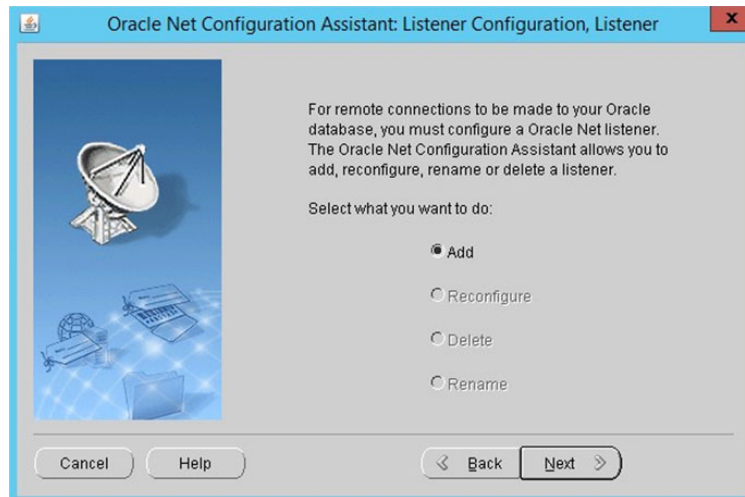 Oracle Net Configuration Assistant: Listener Configuration, Listener
x
For remote connections to be made to your Oracle
database, you must configure a Oracle Net listener.
The Oracle Net Configuration Assistant allows you to
add, reconfigure, rename or delete a listener.
Select what you want to do:
Add
Reconfigure
Delete
Rename
Cancel
Help
Back
Next